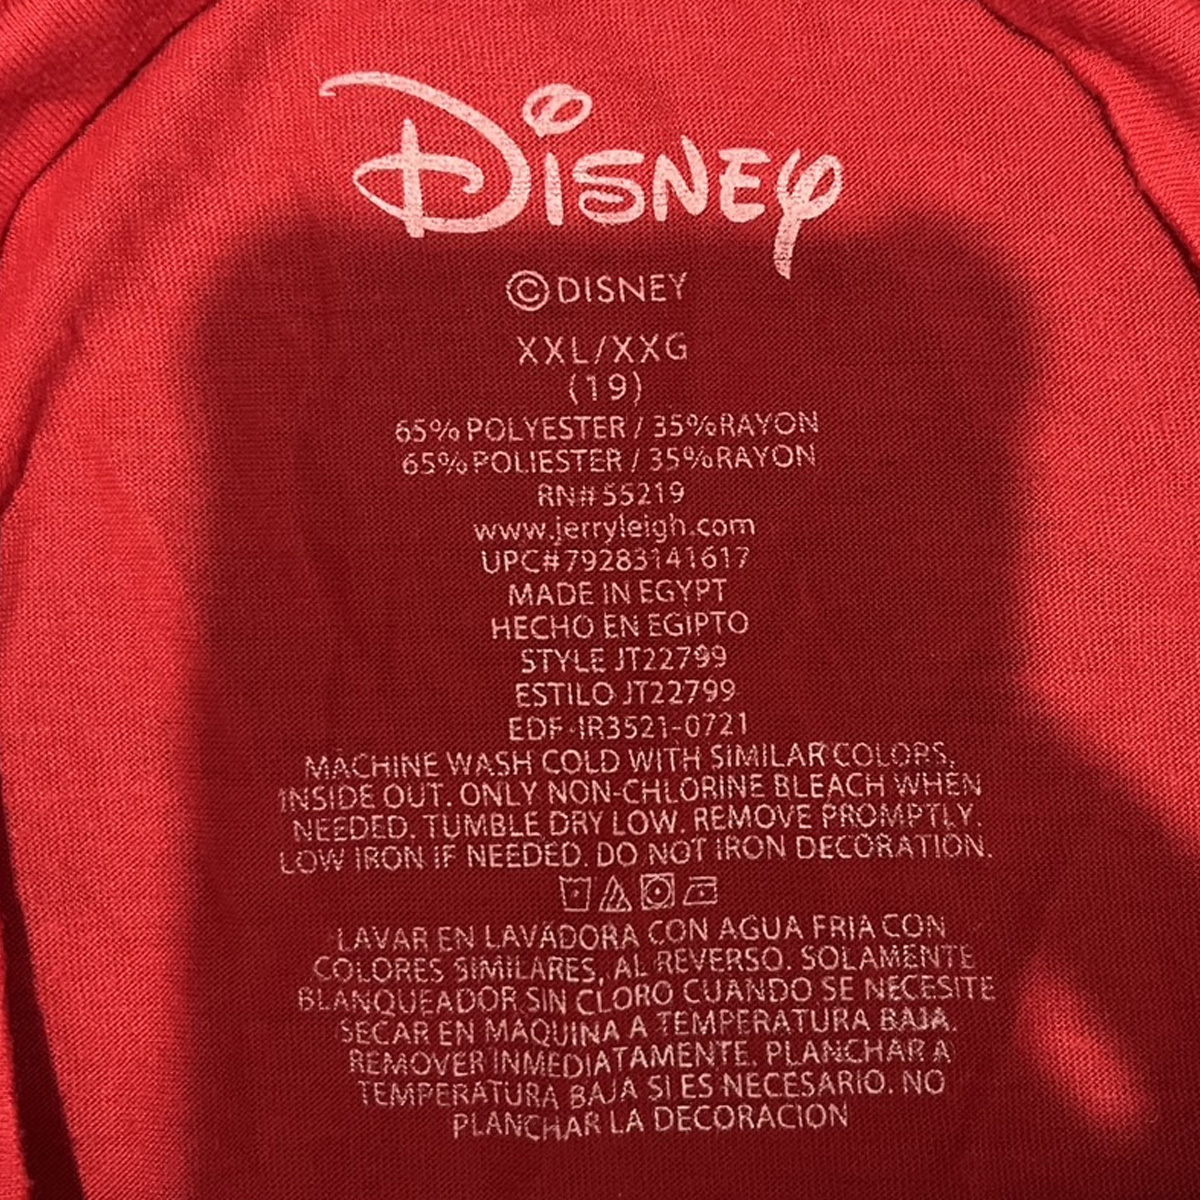 Disney
©DISNEY
XXL/XXG
(19)
65% POLYESTER / 35% RAYON
65% POLIESTER / 35% RAYON
RN# 55219
www.jerryleigh.com
UPC#79283141617
MADE IN EGYPT
HECHO EN EGIPTO
STYLE JT22799
ESTILO JT22799
EDF-IR3521-0721
MACHINE WASH COLD WITH SIMILAR COLORS,
INSIDE OUT. ONLY NON-CHLORINE BLEACH WHEN
NEEDED. TUMBLE DRY LOW. REMOVE PROMPTLY.
LOW IRON IF NEEDED. DO NOT IRON DECORATION.
LAVAR EN LAVADORA CON AGUA FRIA CON
COLORES SIMILARES, AL REVERSO. SOLAMENTE
BLANQUEADOR SIN CLORO CUANDO SE NECESITE
SECAR EN MAQUINA A TEMPERATURA BAJA.
REMOVER INMEDIATAMENTE. PLANCHAR A
TEMPERATURA BAJA SI ES NECESARIO. NO
PLANCHAR LA DECORACION